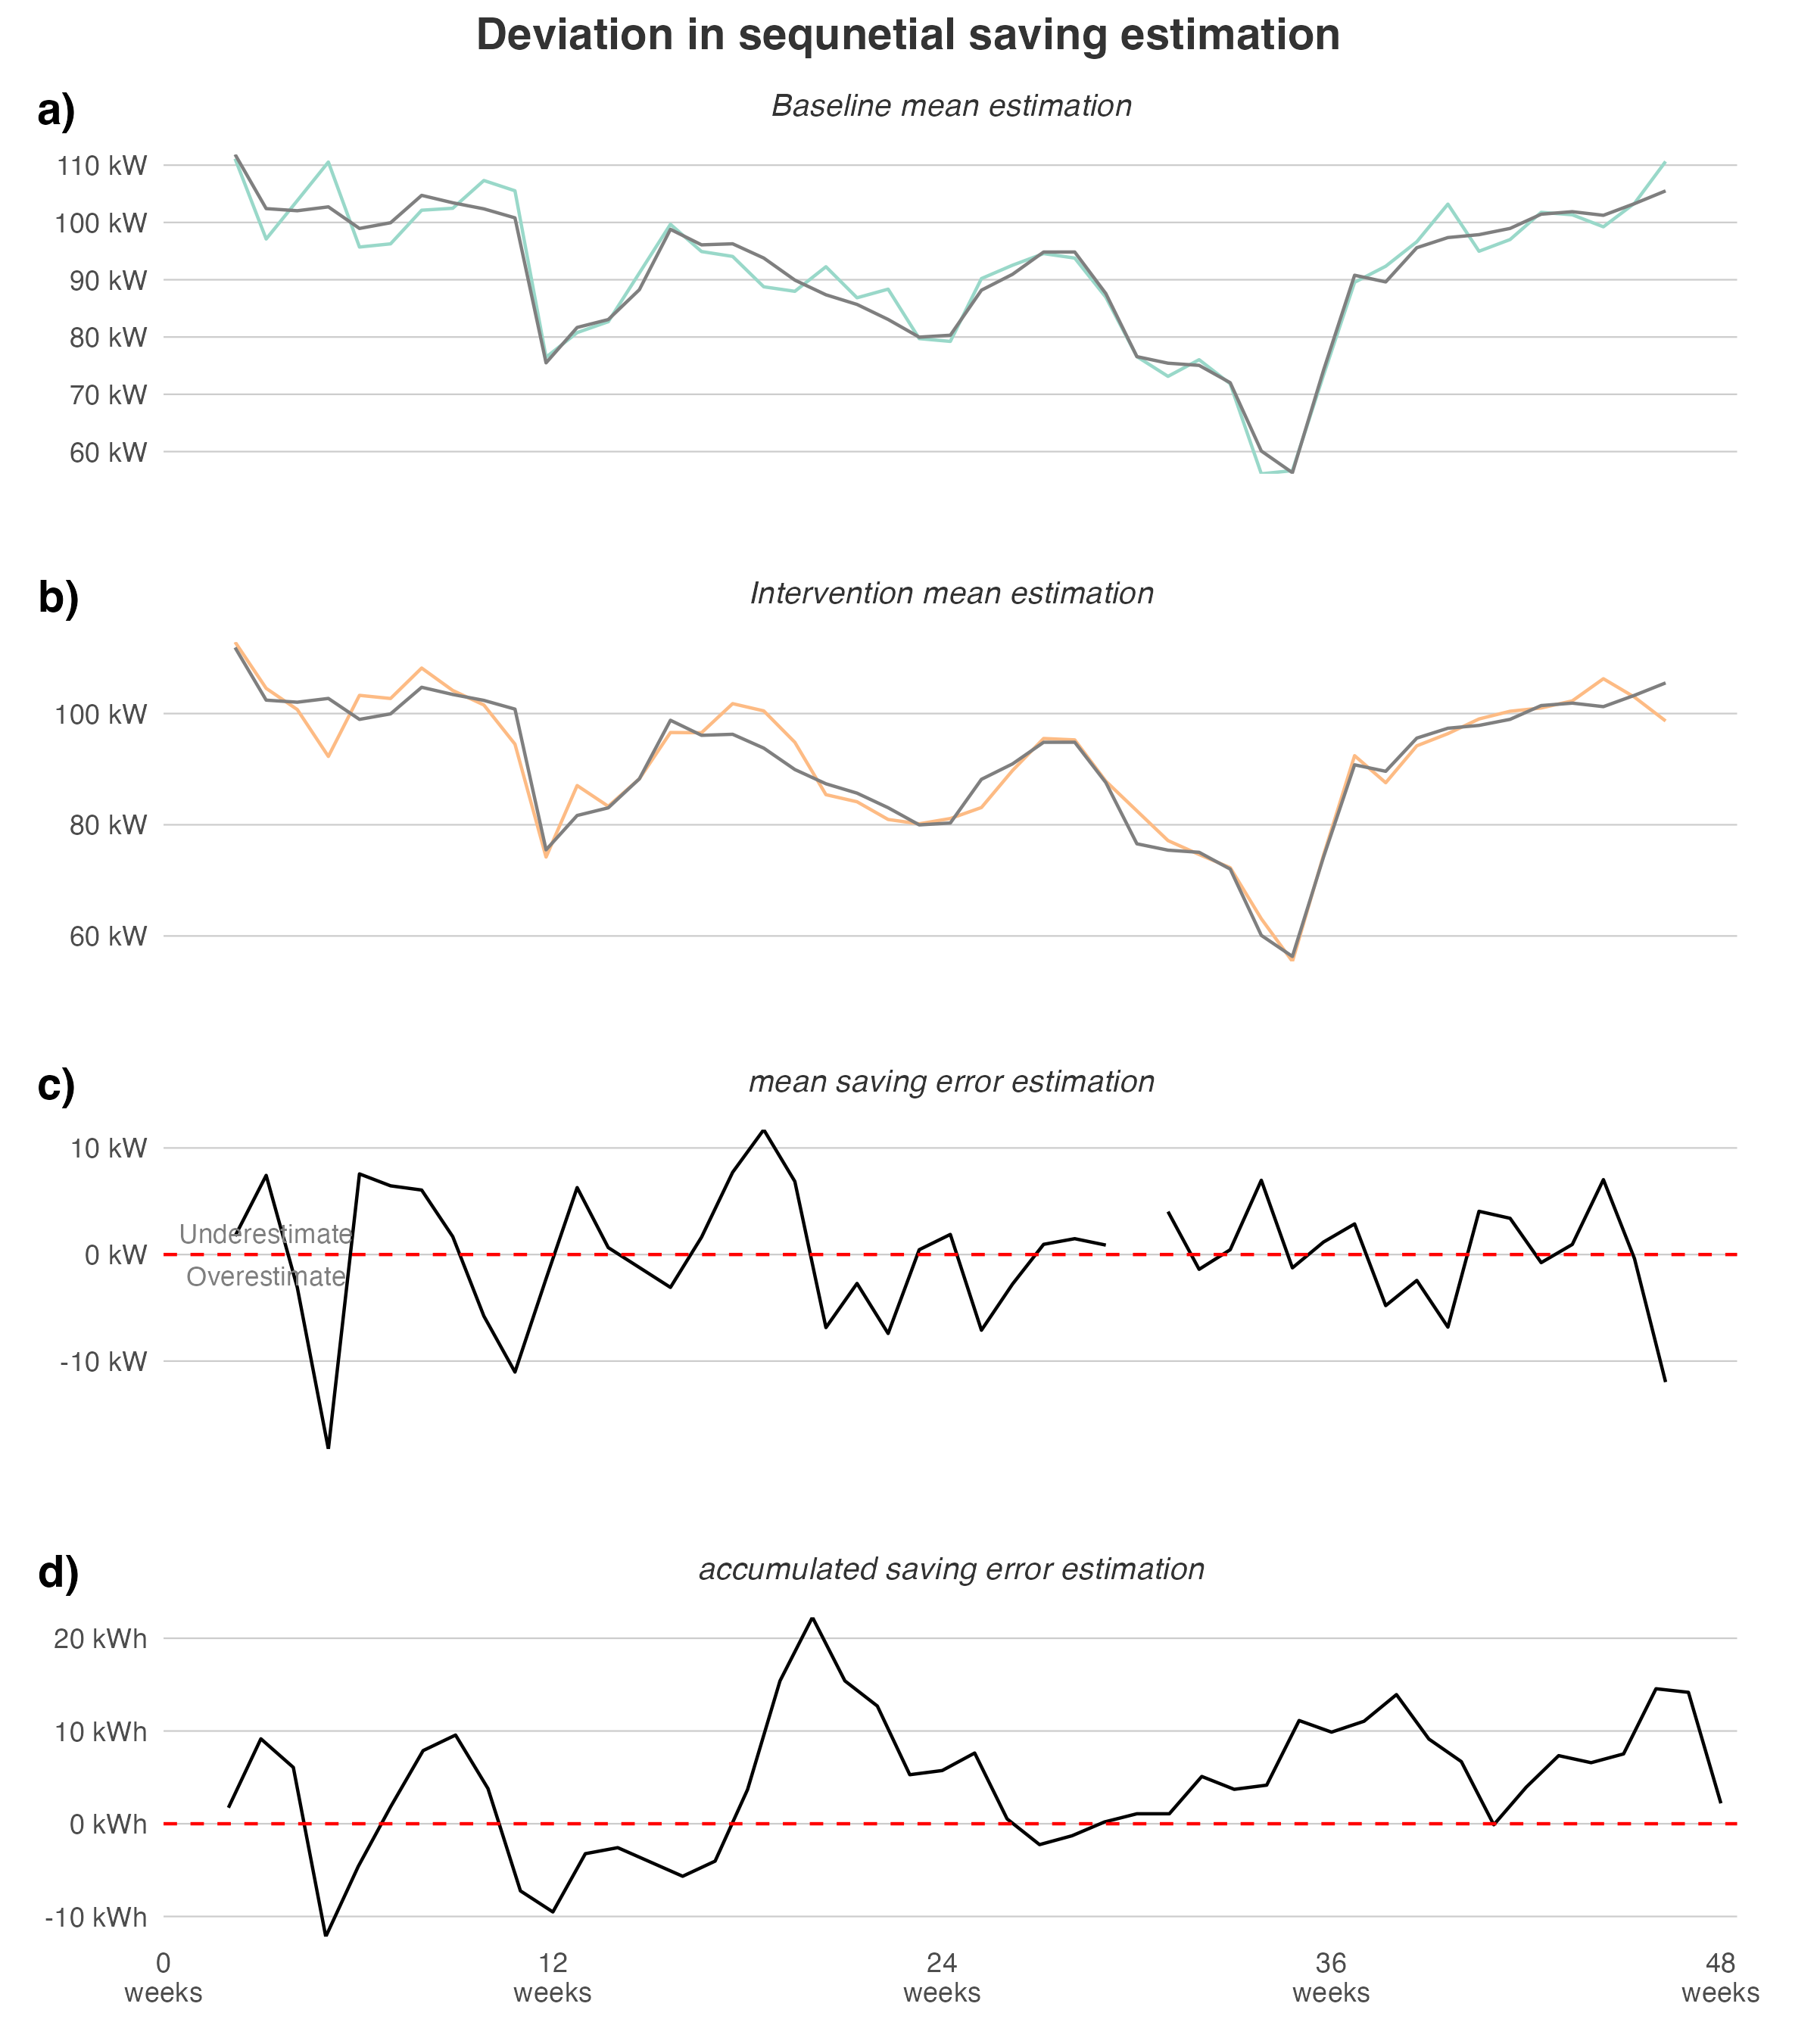 Deviation in sequnetial saving estimation
a)
Baseline mean estimation
110 kW
100 kW
90 kW
80 kW
70 kW
60 kW
b)
Intervention mean estimation
100 kW
80 kW
60 kW
c)
mean saving error estimation
10 kW
Underestimate
0 kW
Overestimate
-10 kW
d)
accumulated saving error estimation
20 kWh
10 kWh
0 kWh
-10 kWh
0 12 24 36 48
weeks weeks weeks weeks weeks